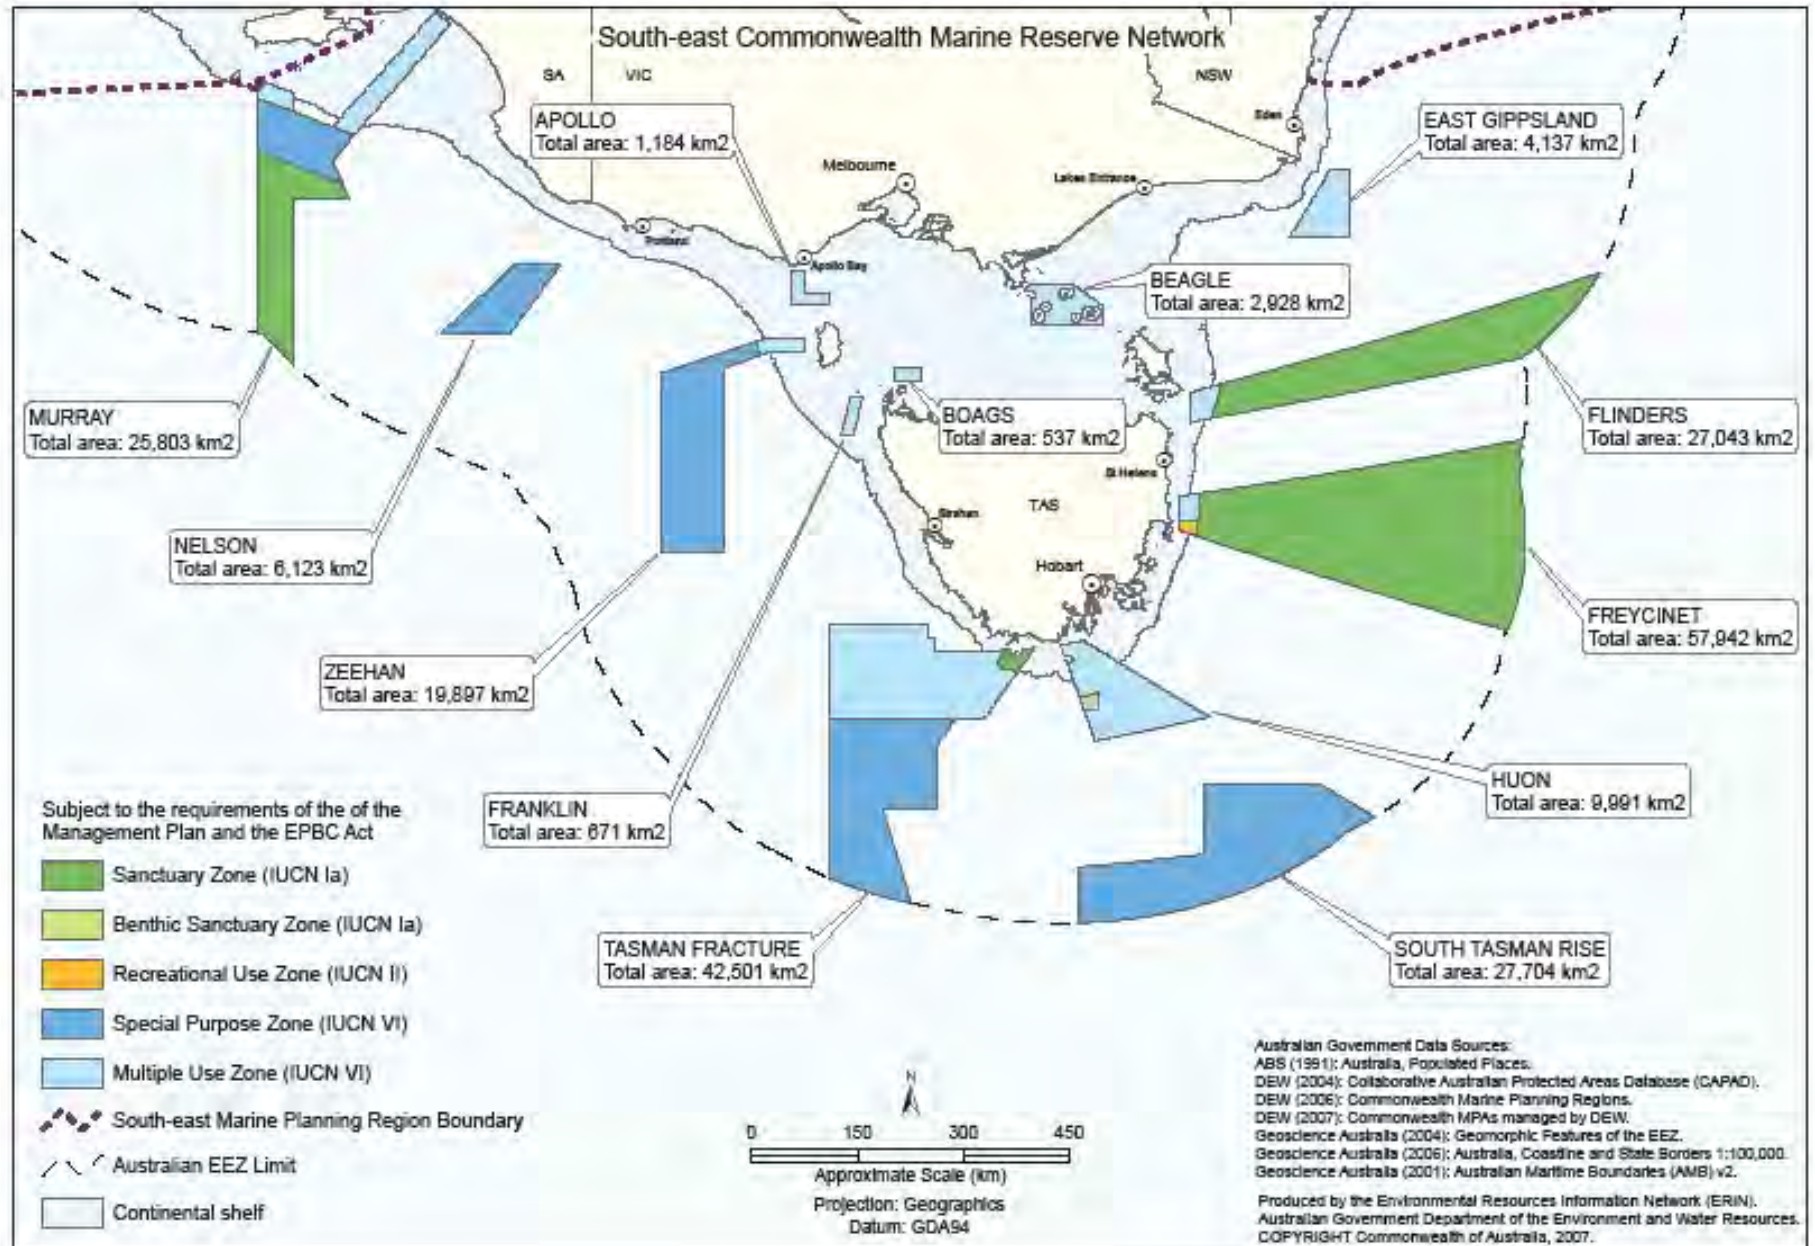 South-east Commonwealth Marine Reserve Network
SA
VIC
NSW
Eden
APOLLO
Total area: 1,184 km2
EAST GIPPSLAND
Total area: 4,137 km2
Melbourne
Lakes Entrance
Portland
Apollo Bay
BEAGLE
Total area: 2,928 km2
MURRAY
Total area: 25,803 km2
BOAGS
Total area: 537 km2
FLINDERS
Total area: 27,043 km2
St Helens
TAS
Strahan
NELSON
Total area: 6,123 km2
Hobart
FREYCINET
Total area: 57,942 km2
ZEEHAN
Total area: 19,897 km2
FRANKLIN
Total area: 671 km2
HUON
Total area: 9,991 km2
TASMAN FRACTURE
Total area: 42,501 km2
SOUTH TASMAN RISE
Total area: 27,704 km2
Subject to the requirements of the of the
Management Plan and the EPBC Act
Sanctuary Zone (IUCN Ia)
Benthic Sanctuary Zone (IUCN Ia)
Recreational Use Zone (IUCN II)
Special Purpose Zone (IUCN VI)
Multiple Use Zone (IUCN VI)
South-east Marine Planning Region Boundary
Australian EEZ Limit
Continental shelf
N
0 150 300 450
Approximate Scale (km)
Projection: Geographics
Datum: GDA94
Australian Government Data Sources:
ABS (1991): Australia, Populated Places.
DEW (2004): Collaborative Australian Protected Areas Database (CAPAD).
DEW (2006): Commonwealth Marine Planning Regions.
DEW (2007): Commonwealth MPAs managed by DEW.
Geoscience Australia (2004): Geomorphic Features of the EEZ.
Geoscience Australia (2006): Australia, Coastline and State Borders 1:100,000.
Geoscience Australia (2001): Australian Maritime Boundaries (AMB) v2.
Produced by the Environmental Resources Information Network (ERIN).
Australian Government Department of the Environment and Water Resources.
COPYRIGHT Commonwealth of Australia, 2007.